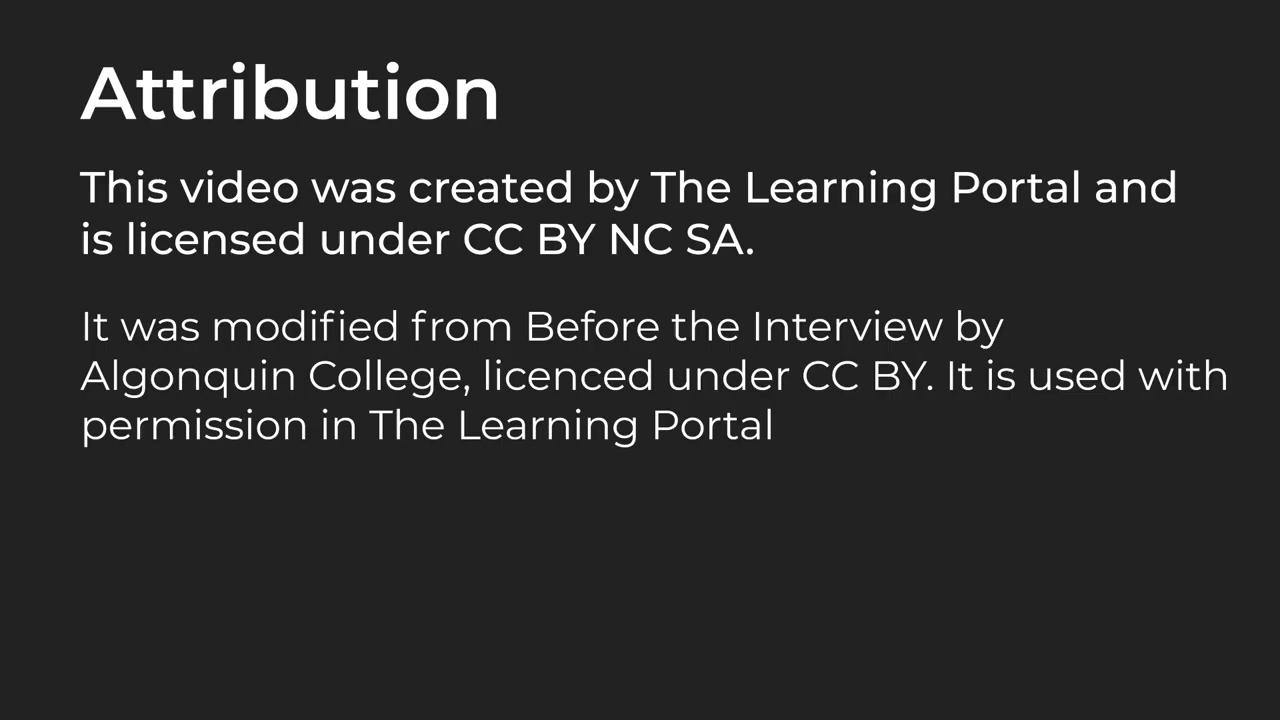 Attribution
This video was created by The Learning Portal and
is licensed under CC BY NC SA.
It was modified from Before the Interview by
Algonquin College, licenced under CC BY. It is used with
permission in The Learning Portal